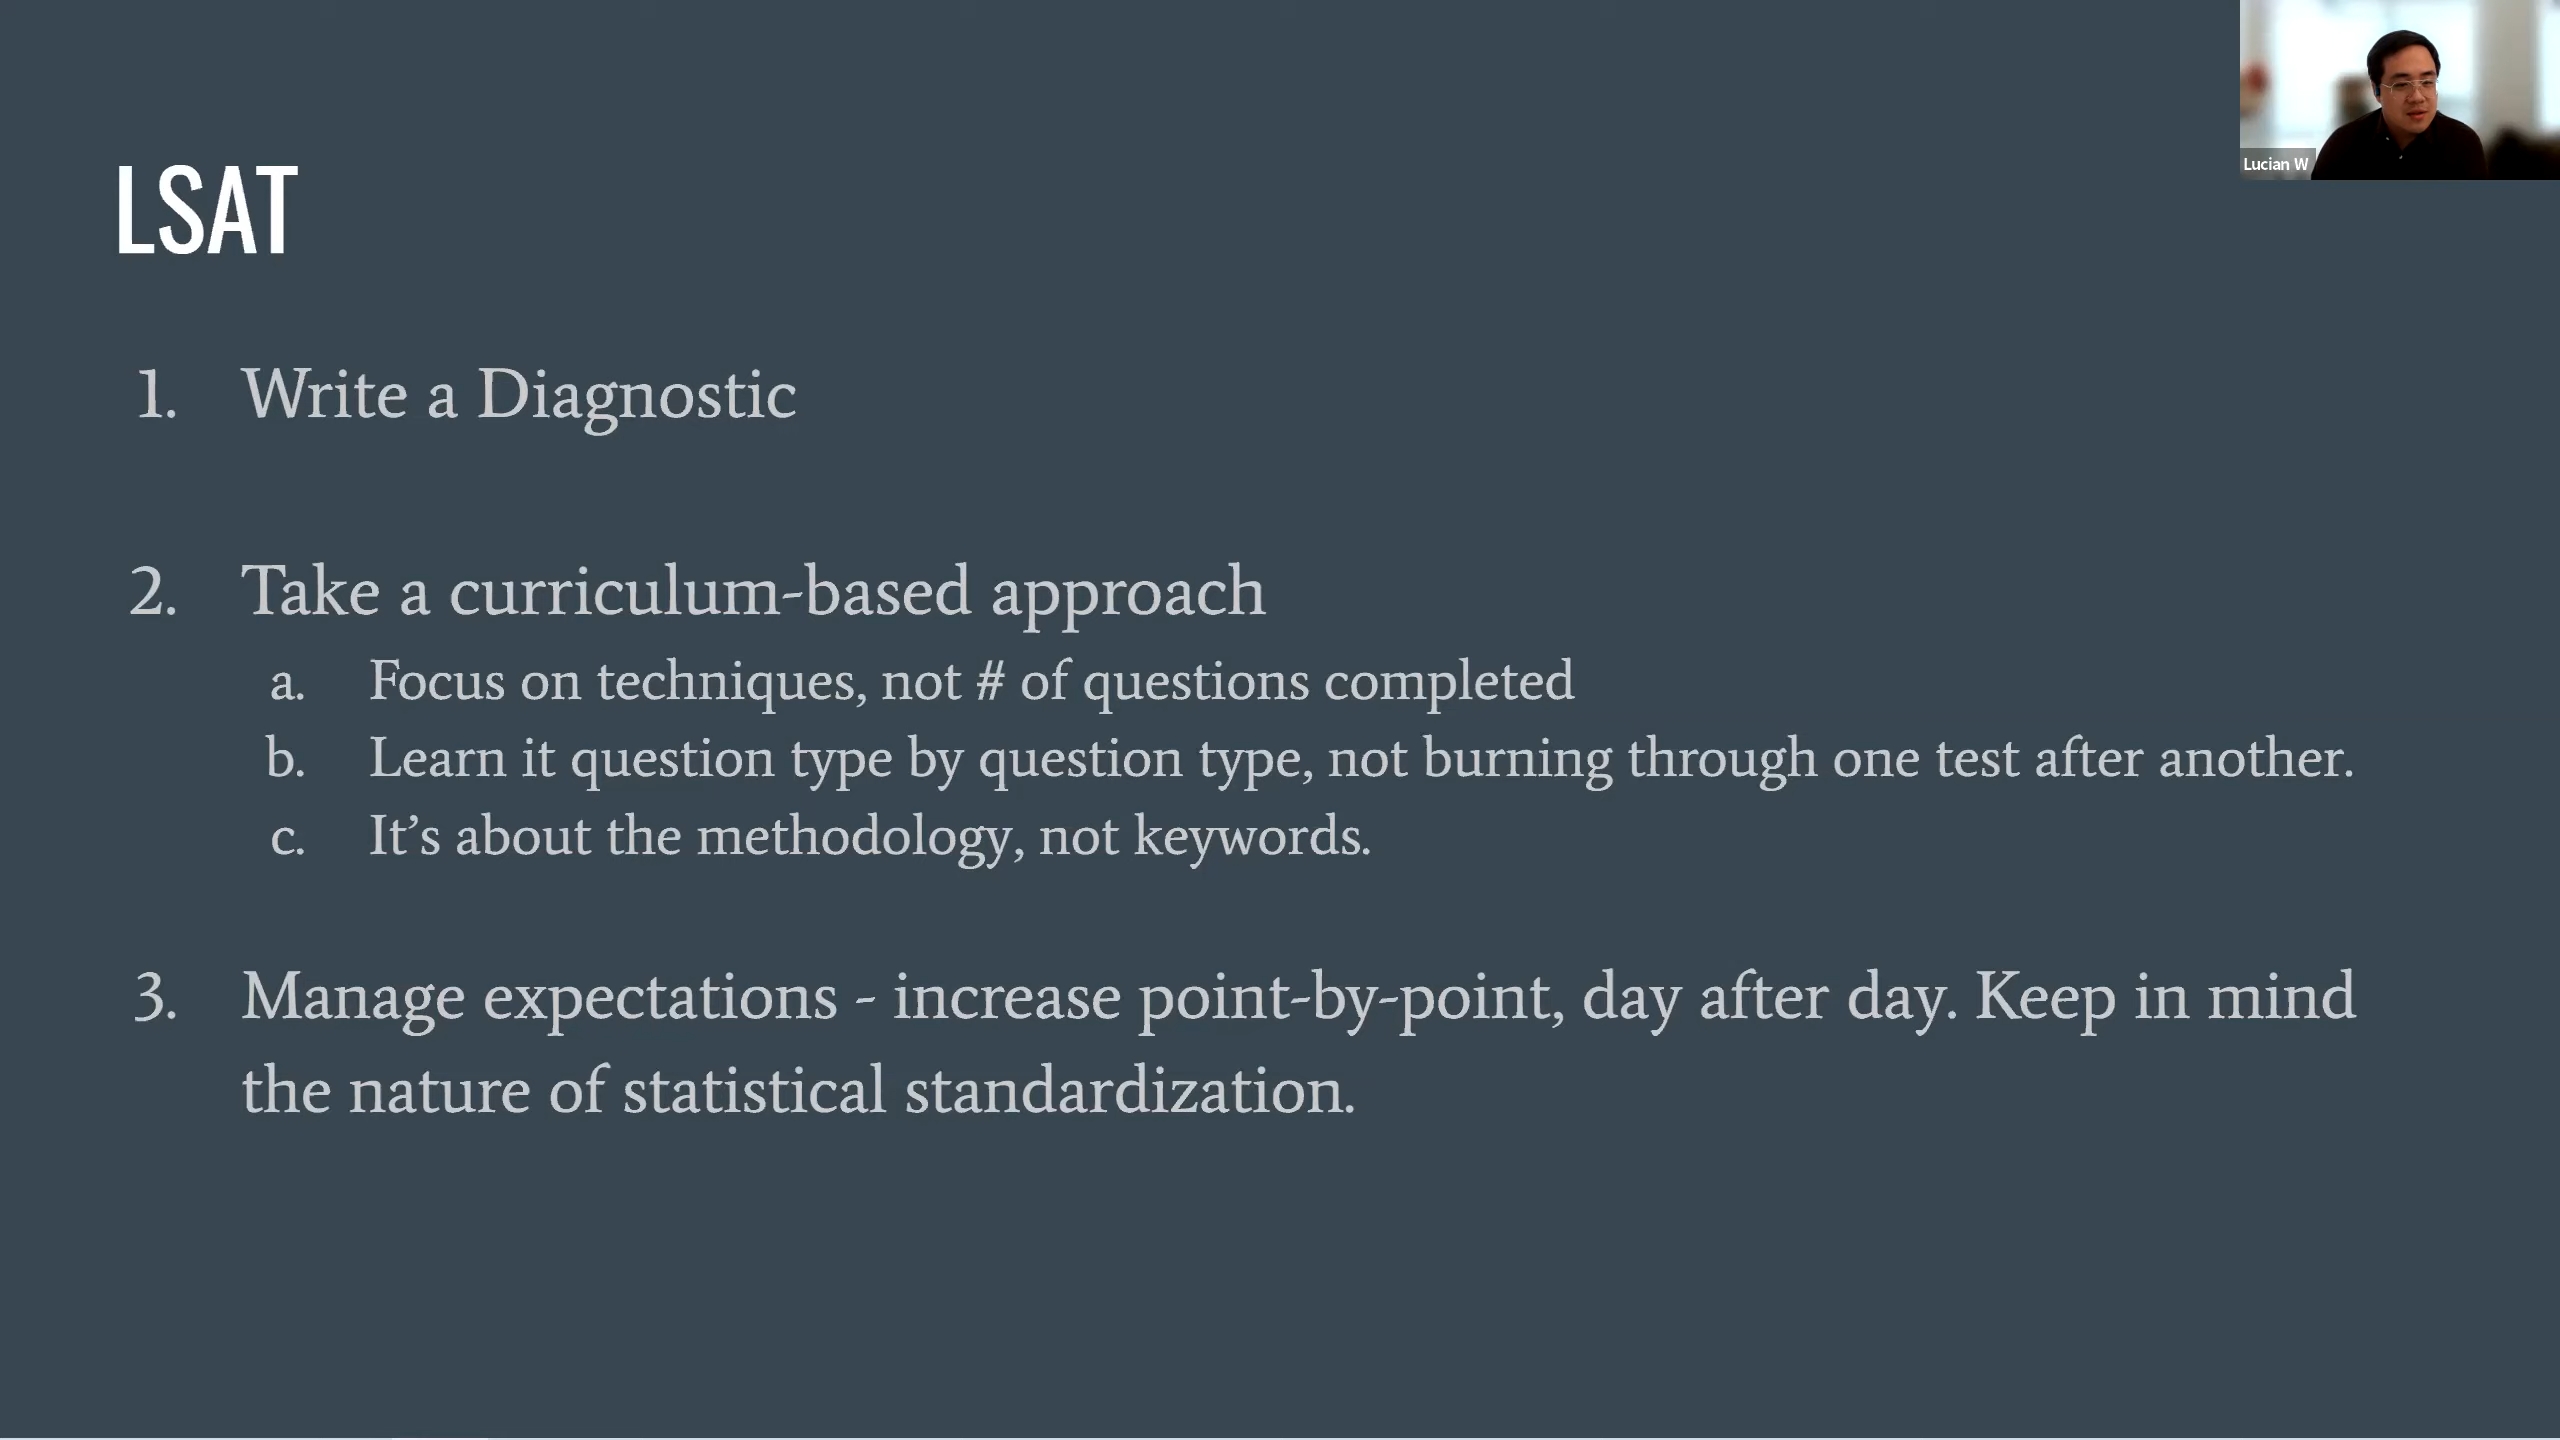 Lucian W
LSAT
1. Write a Diagnostic
2. Take a curriculum-based approach
a. Focus on techniques, not # of questions completed
b. Learn it question type by question type, not burning through one test after another.
c. It’s about the methodology, not keywords.
3. Manage expectations - increase point-by-point, day after day. Keep in mind
the nature of statistical standardization.